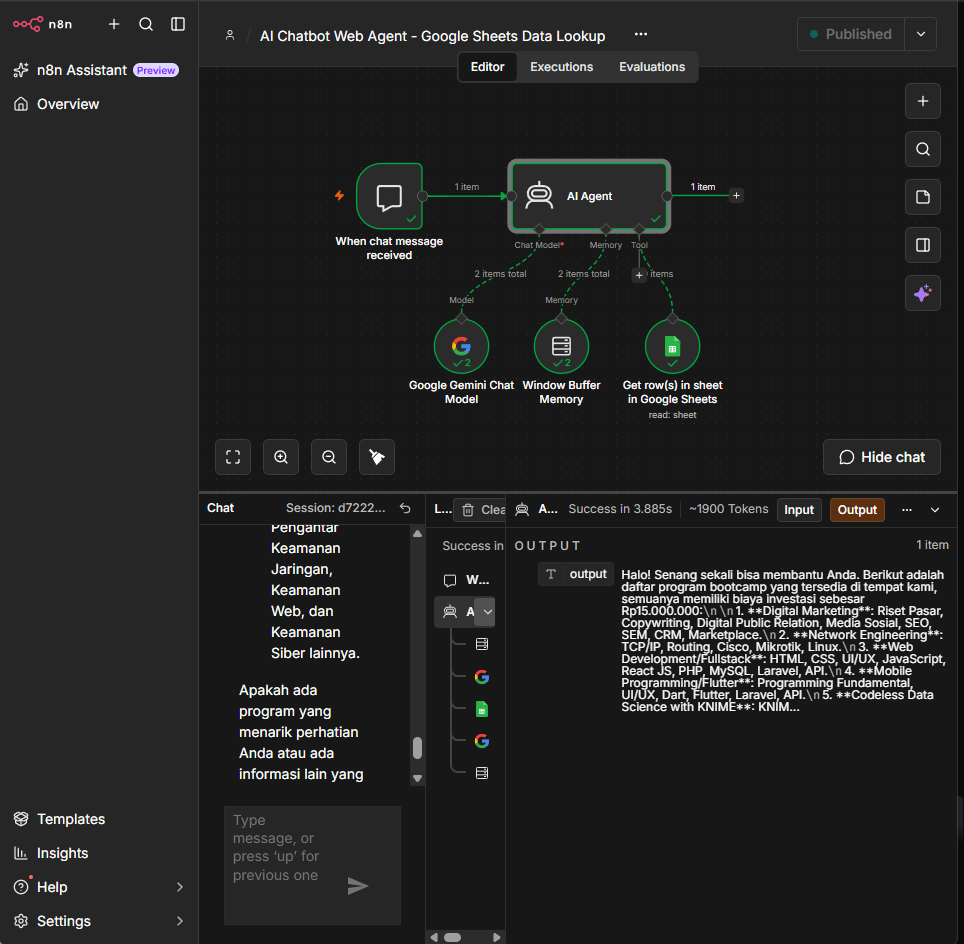 n8n
n8n Assistant Preview
Overview
AI Chatbot Web Agent - Google Sheets Data Lookup
Published
Editor Executions Evaluations
When chat message
received
1 item
AI Agent
1 item
Chat Model* Memory Tool
2 items total
2 items total
items
Model
Memory
2
2
Google Gemini Chat
Model
Window Buffer
Memory
Get row(s) in sheet
in Google Sheets
read: sheet
Hide chat
Chat
Session: d7222...
Pengantar
Keamanan
Jaringan,
Keamanan
Web, dan
Keamanan
Siber lainnya.
Apakah ada
program yang
menarik perhatian
Anda atau ada
informasi lain yang
Type
message, or
press ‘up’ for
previous one
L...
Clea
Success in
W...
A
A...
Success in 3.885s
~1900 Tokens
Input
Output
OUTPUT
1 item
T output
Halo! Senang sekali bisa membantu Anda. Berikut adalah
daftar program bootcamp yang tersedia di tempat kami,
semuanya memiliki biaya investasi sebesar
Rp15.000.000:\n \n1. **Digital Marketing**: Riset Pasar,
Copywriting, Digital Public Relation, Media Sosial, SEO,
SEM, CRM, Marketplace.\n2. **Network Engineering**:
TCP/IP, Routing, Cisco, Mikrotik, Linux.\n3. **Web
Development/Fullstack**: HTML, CSS, UI/UX, JavaScript,
React JS, PHP, MySQL, Laravel, API.\n4. **Mobile
Programming/Flutter**: Programming Fundamental,
UI/UX, Dart, Flutter, Laravel, API.\n5. **Codeless Data
Science with KNIME**: KNIM...
Templates
Insights
Help
Settings